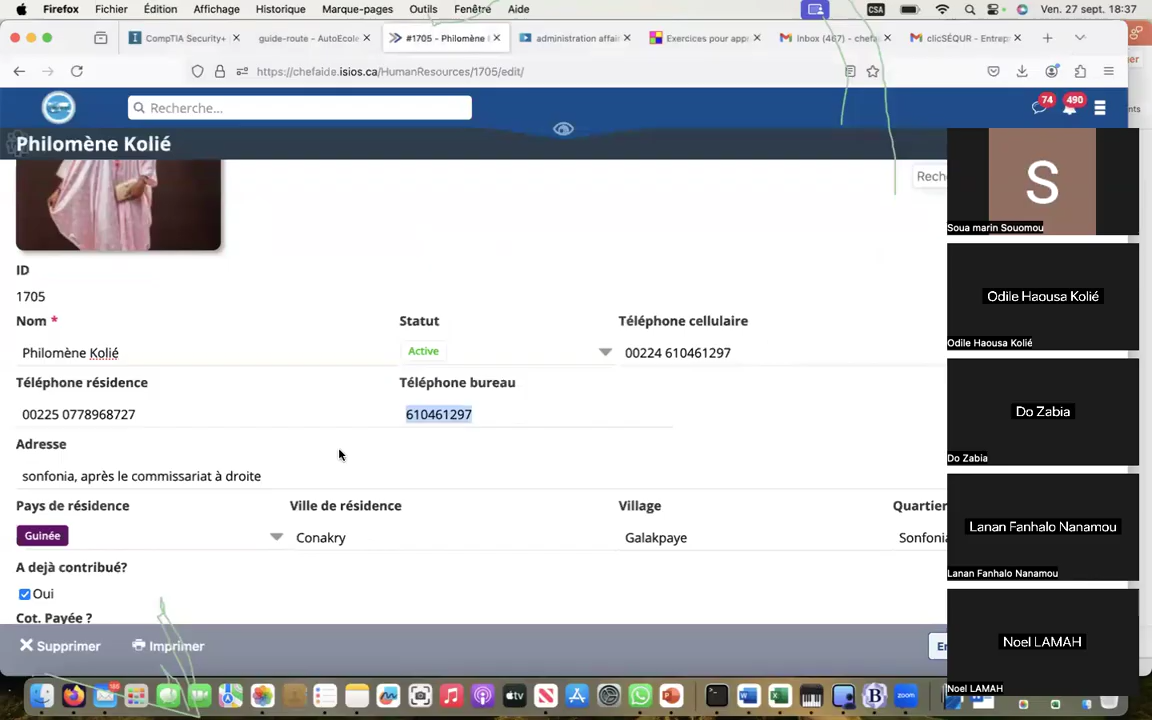 Firefox Fichier Édition Affichage Historique Marque-pages Outils Fenêtre Aide CSA Ven. 27 sept. 18:37
CompTIA Security+ guide-route - AutoEcole #1705 - Philomène administration affai Exercices pour app Inbox (467) - chefa clicSÉQUR - Entrep
https://chefaide.isios.ca/HumanResources/1705/edit/
Recherche... 74 490
Philomène Kolié
Rech
S
Soua marin Souomou
ID
1705
Nom * Statut Téléphone cellulaire
Philomène Kolié Active 00224 610461297
Odile Haousa Kolié
Odile Haousa Kolié
Téléphone résidence Téléphone bureau
00225 0778968727 610461297
Do Zabia
Do Zabia
Adresse
sonfonia, après le commissariat à droite
Pays de résidence Ville de résidence Village Quartier
Guinée Conakry Galakpaye Sonfonia
Lanan Fanhalo Nanamou
Lanan Fanhalo Nanamou
A dejà contribué?
Oui
Cot. Payée ?
Supprimer Imprimer En
Noel LAMAH
Noel LAMAH
tv zoom